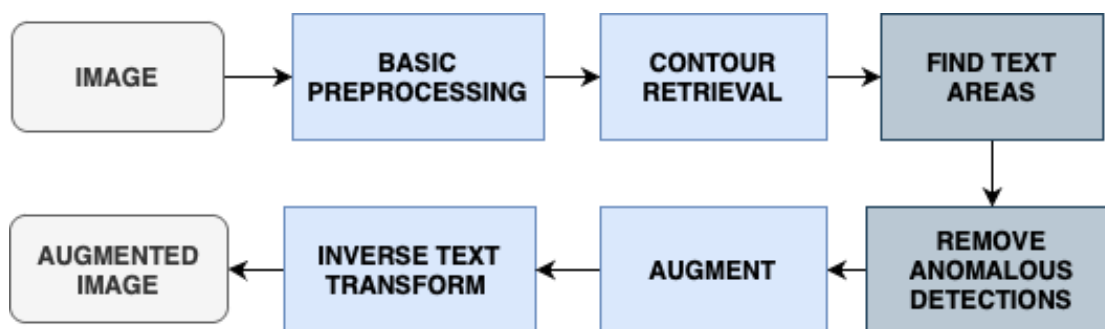 IMAGE
BASIC
PREPROCESSING
CONTOUR
RETRIEVAL
FIND TEXT
AREAS
REMOVE
ANOMALOUS
DETECTIONS
AUGMENT
INVERSE TEXT
TRANSFORM
AUGMENTED
IMAGE